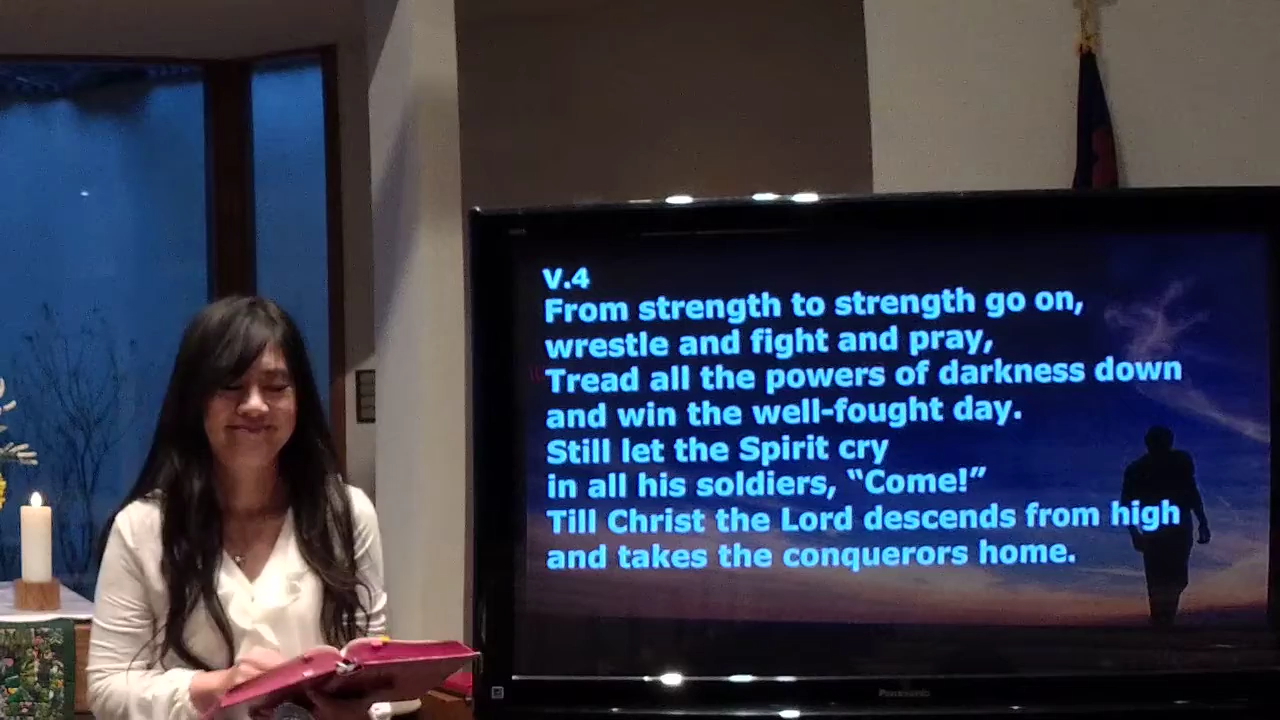 V.4
From strength to strength go on,
wrestle and fight and pray,
Tread all the powers of darkness down
and win the well-fought day.
Still let the Spirit cry
in all his soldiers, “Come!”
Till Christ the Lord descends from high
and takes the conquerors home.
Panasonic